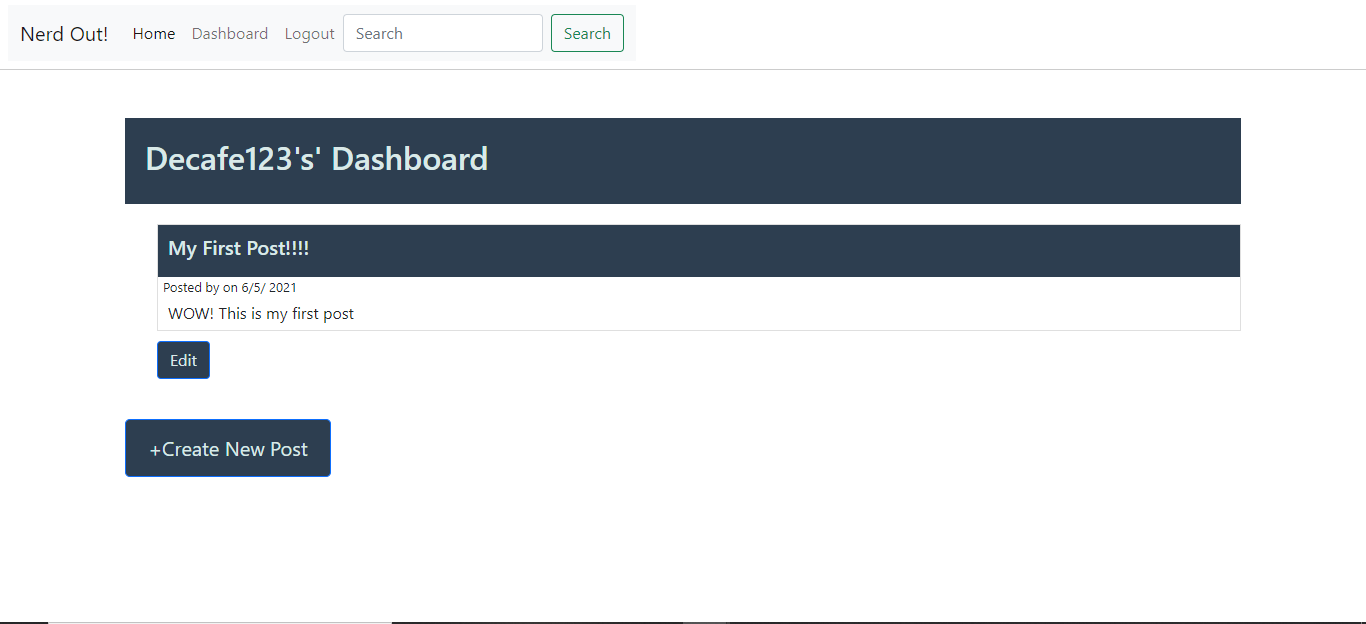 Nerd Out! Home Dashboard Logout Search Search
Decafe123's' Dashboard
My First Post!!!!
Posted by on 6/5/ 2021
WOW! This is my first post
Edit
+Create New Post